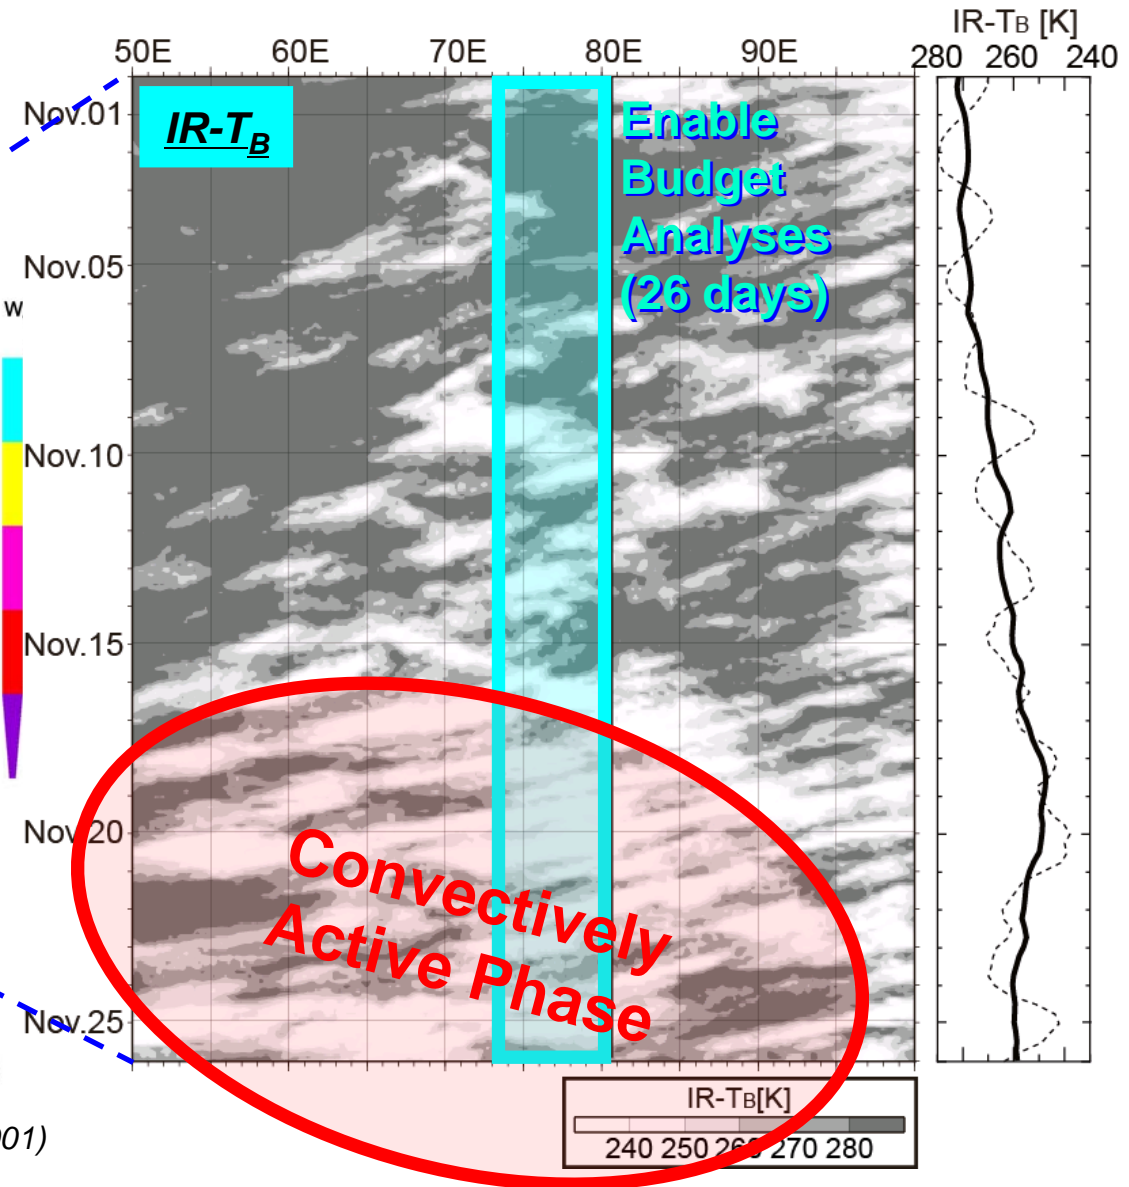 IR-TB [K]
50E 60E 70E 80E 90E 280 260 240
Nov.01
IR-TB
Enable
Budget
Analyses
(26 days)
Nov.05
w
Nov.10
Nov.15
Nov.20
Convectively
Active Phase
Nov.25
IR-TB[K]
240 250 260 270 280
001)